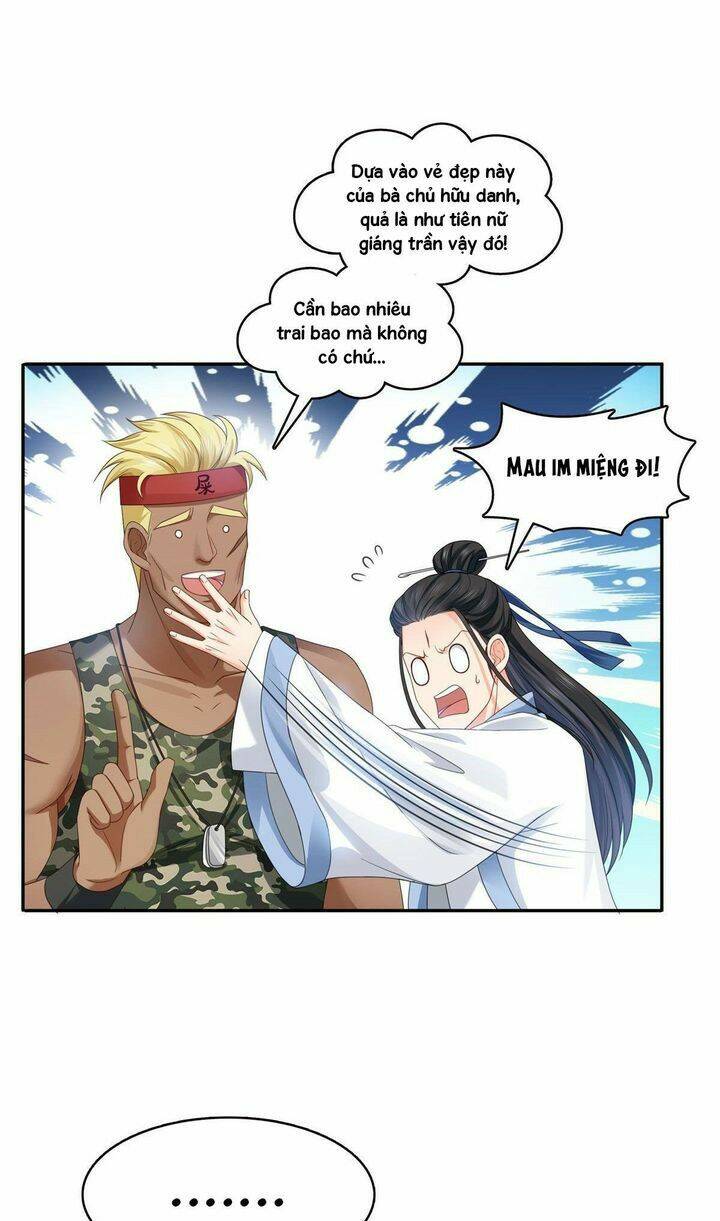 Dựa vào vẻ đẹp này
của bà chủ hữu danh,
quả là như tiên nữ
giáng trần vậy đó!
Cần bao nhiêu
trai bao mà không
có chứ...
MAU IM MIỆNG ĐI!
屎
.......